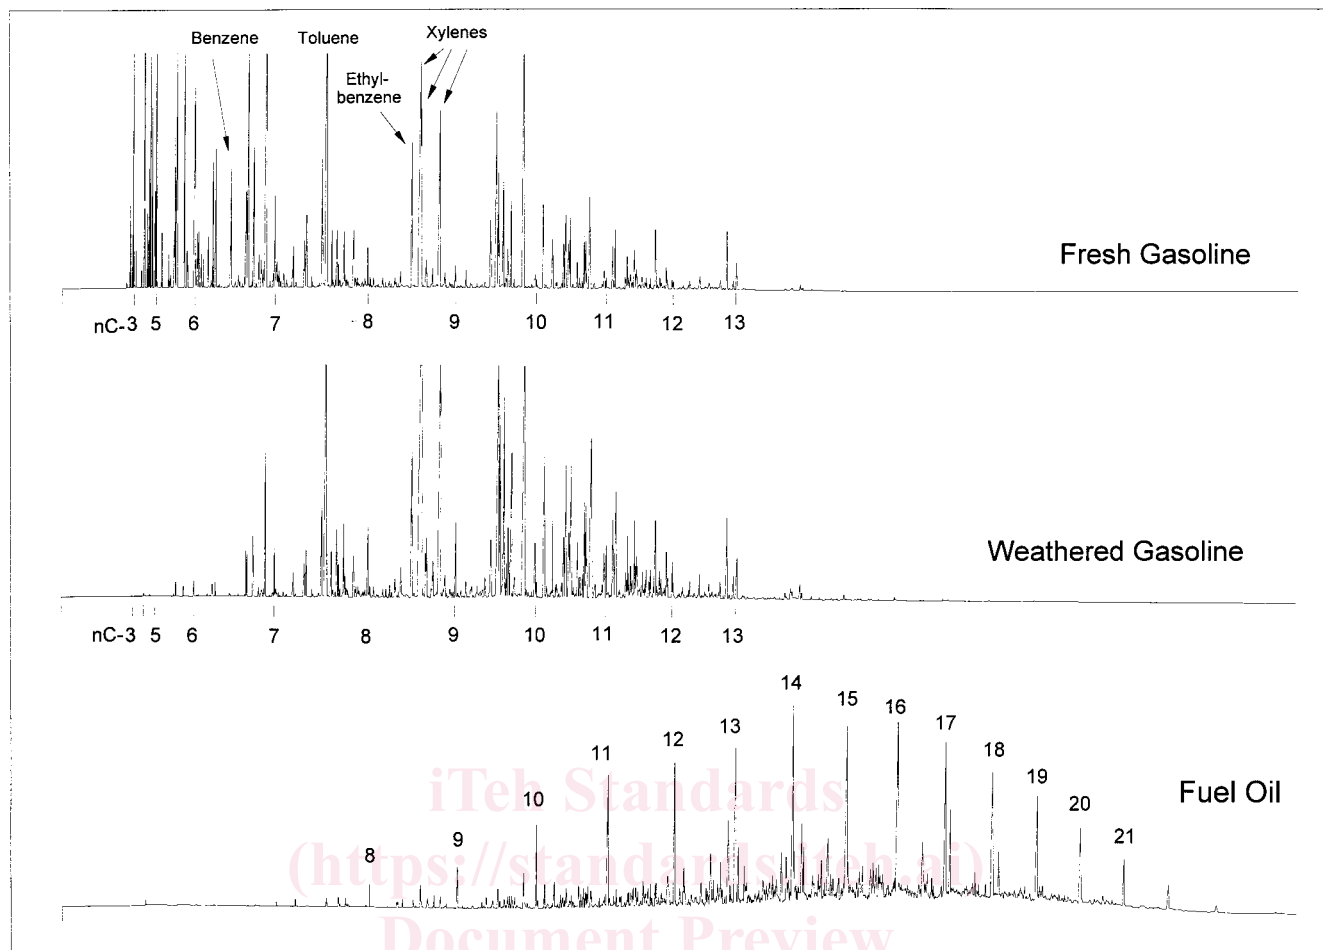 Benzene
Toluene
Xylenes
Ethyl-
benzene
Fresh Gasoline
nC-3 5 6 7 8 9 10 11 12 13
Weathered Gasoline
nC-3 5 6 7 8 9 10 11 12 13
14
15
16
13
17
12
11
18
19
Fuel Oil
10
20
21
9
8
iTeh Standards
(https://standards.iteh.ai)
Document Preview